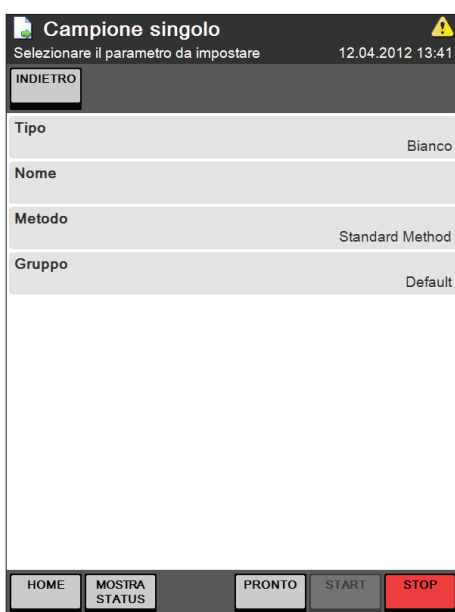 Campione singolo
Selezionare il parametro da impostare 12.04.2012 13:41
INDIETRO
Tipo
Bianco
Nome
Metodo
Standard Method
Gruppo
Default
HOME MOSTRA STATUS PRONTO START STOP